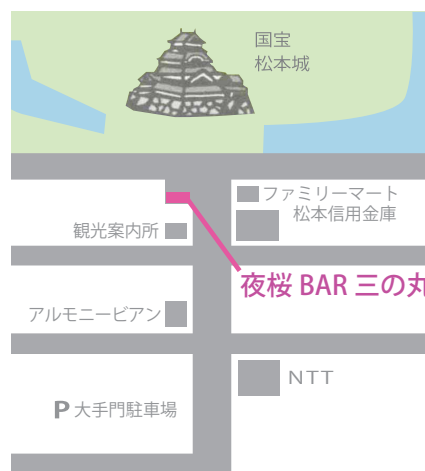 国宝
松本城
ファミリーマート
松本信用金庫
観光案内所
夜桜 BAR 三の丸
アルモニービアン
NTT
P 大手門駐車場